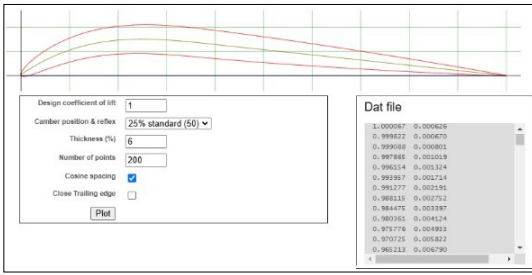 Design coefficient of lift 1
Camber position & reflex 25% standard (50)
Thickness (%) 6
Number of points 200
Cosine spacing
Close Trailing edge
Plot
Dat file
1.000067 0.000626
0.999822 0.000670
0.999088 0.000801
0.997865 0.001019
0.996154 0.001324
0.993957 0.001714
0.991277 0.002191
0.988115 0.002752
0.984475 0.003397
0.980361 0.004124
0.975776 0.004933
0.970725 0.005822
0.965213 0.006790